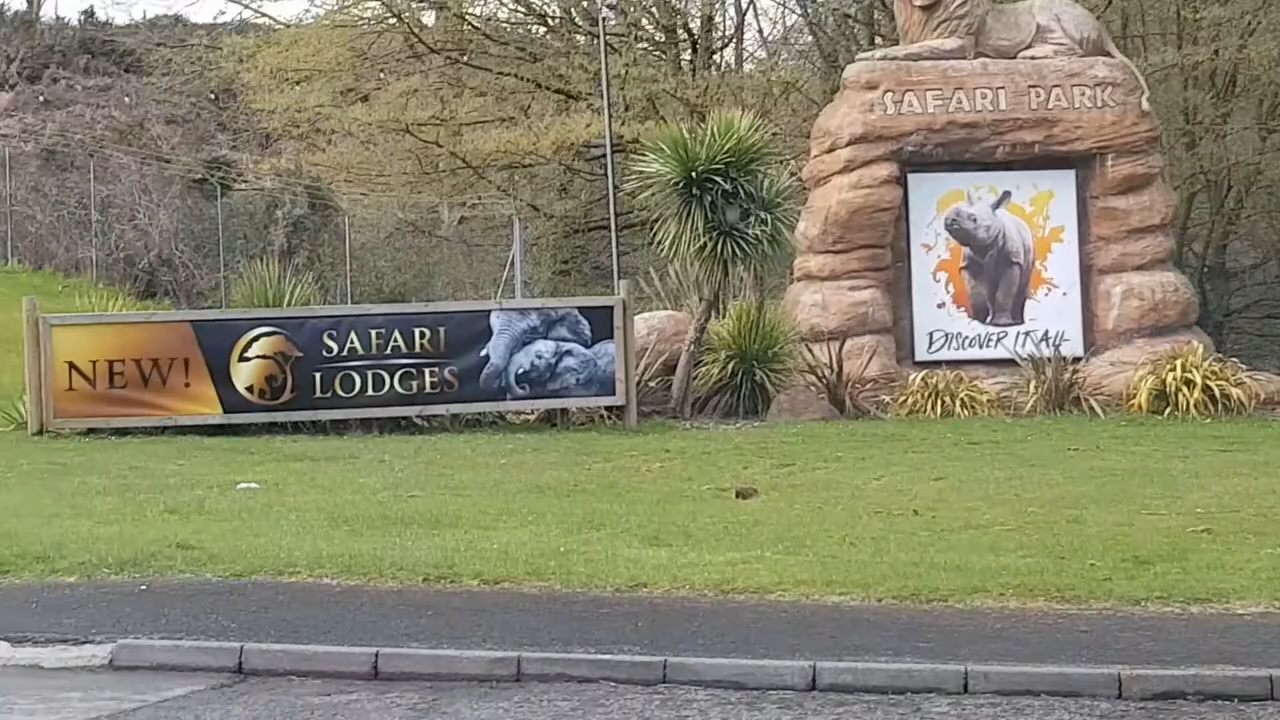 SAFARI PARK
DISCOVER IT ALL
NEW!
SAFARI
LODGES